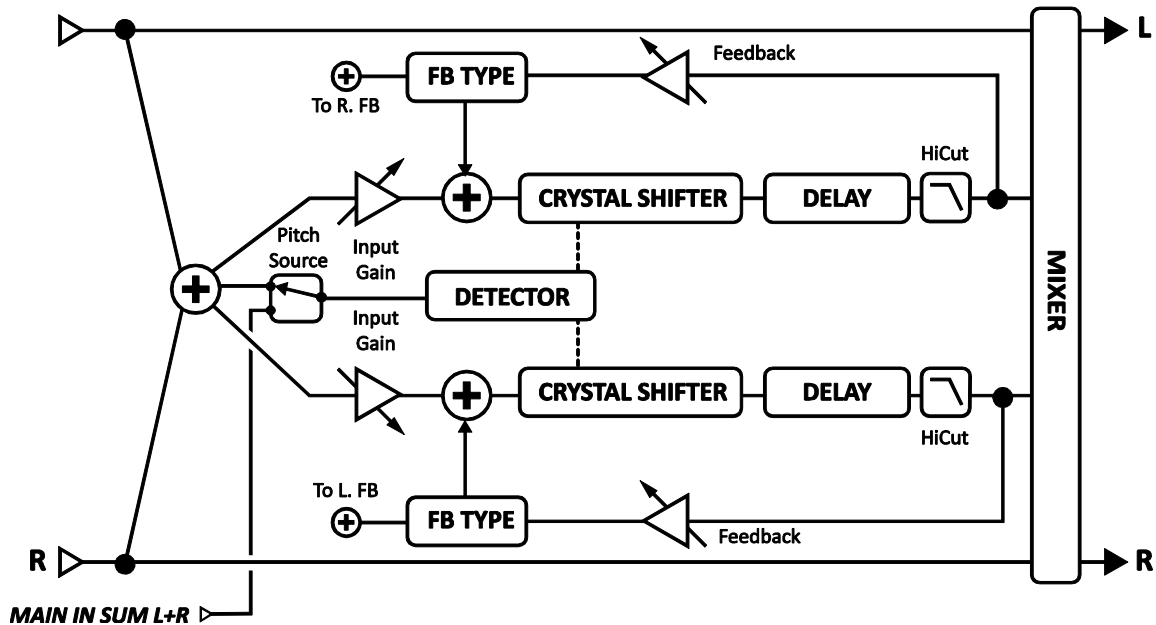 L
Feedback
FB TYPE
To R. FB
HiCut
CRYSTAL SHIFTER
DELAY
Pitch
Source
Input
Gain
DETECTOR
MIXER
Input
Gain
CRYSTAL SHIFTER
DELAY
HiCut
To L. FB
FB TYPE
Feedback
R
R
MAIN IN SUM L+R